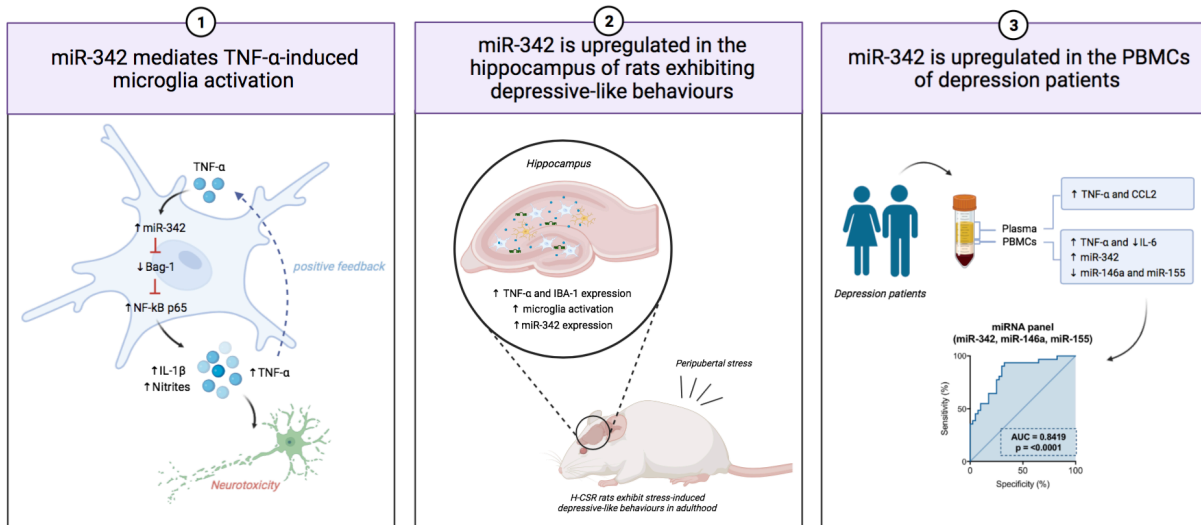 1
miR-342 mediates TNF-α-induced
microglia activation
TNF-α
↑miR-342
↓Bag-1
↑NF-kB p65
positive feedback
↑IL-1β
↑Nitrites
↑TNF-α
Neurotoxicity
2
miR-342 is upregulated in the
hippocampus of rats exhibiting
depressive-like behaviours
Hippocampus
↑ TNF-α and IBA-1 expression
↑ microglia activation
↑miR-342 expression
Peripubertal stress
H-CSR rats exhibit stress-induced
depressive-like behaviours in adulthood
3
miR-342 is upregulated in the PBMCs
of depression patients
Depression patients
Plasma
PBMCs
↑ TNF-α and CCL2
↑ TNF-α and ↓IL-6
↑ miR-342
↓ miR-146a and miR-155
miRNA panel
(miR-342, miR-146a, miR-155)
Sensitivity (%)
100
50
0
AUC = 0.8419
p = <0.0001
0 50 100
Specificity (%)